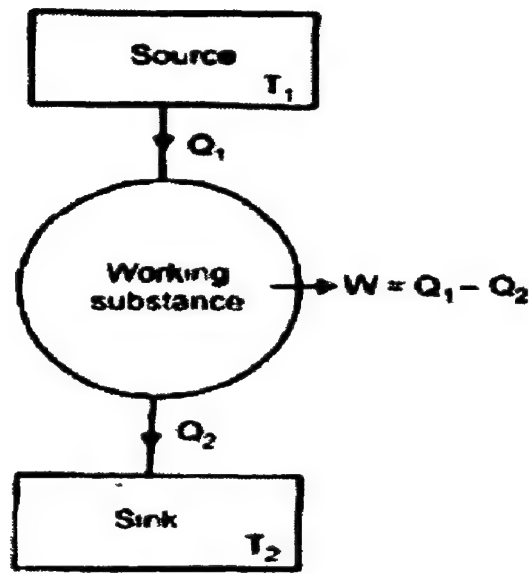 Source
T₁
Q₁
Working
substance
W = Q₁ – Q₂
Q₂
Sink
T₂